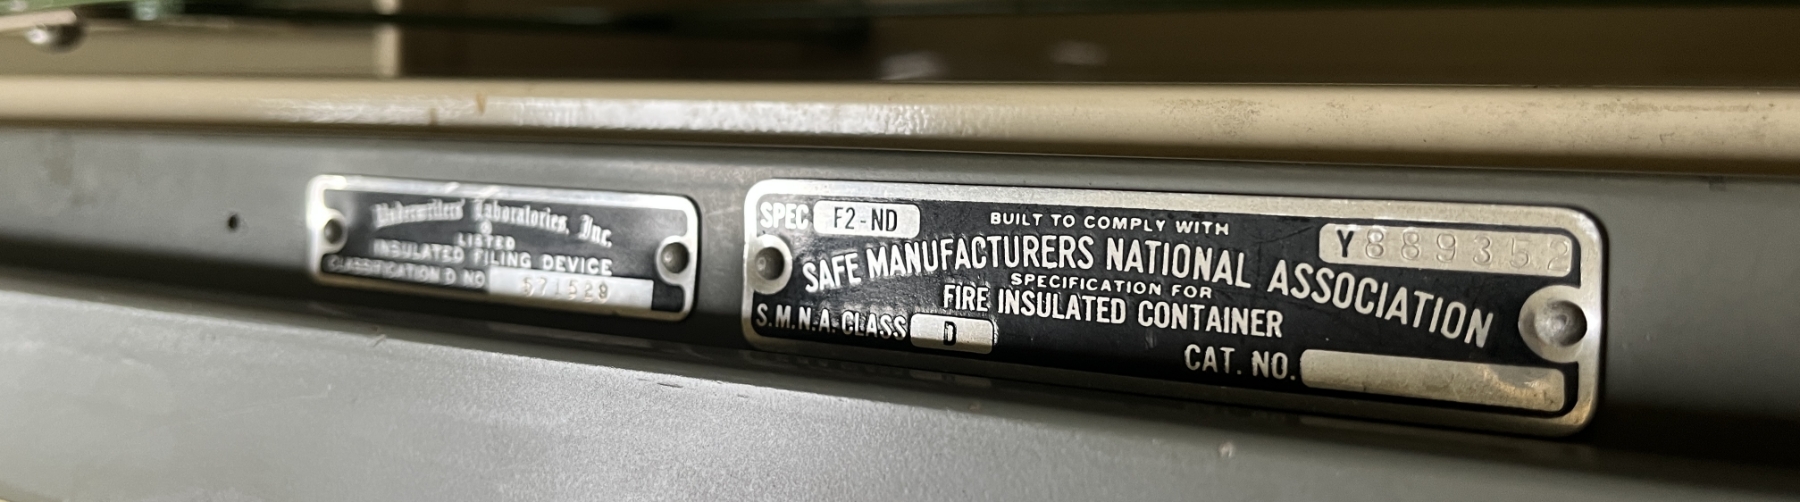 Underwriters' Laboratories, Inc.
LISTED
INSULATED FILING DEVICE
CLASSIFICATION D NO 571528
SPEC F2-ND
BUILT TO COMPLY WITH
Y889352
SAFE MANUFACTURERS NATIONAL ASSOCIATION
SPECIFICATION FOR
FIRE INSULATED CONTAINER
S.M.N.A. CLASS D
CAT. NO.